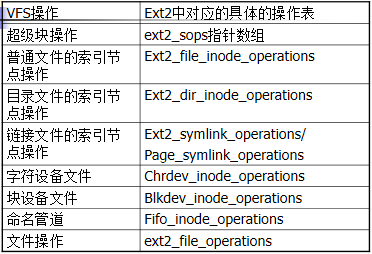 VFS操作 Ext2中对应的具体的操作表
超级块操作 ext2_sops指针数组
普通文件的索引节 Ext2_file_inode_operations
点操作
目录文件的索引节 Ext2_dir_inode_operations
点操作
链接文件的索引节 Ext2_symlink_operations/
点操作 Page_symlink_operations
字符设备文件 Chrdev_inode_operations
块设备文件 Blkdev_inode_operations
命名管道 Fifo_inode_operations
文件操作 ext2_file_operations